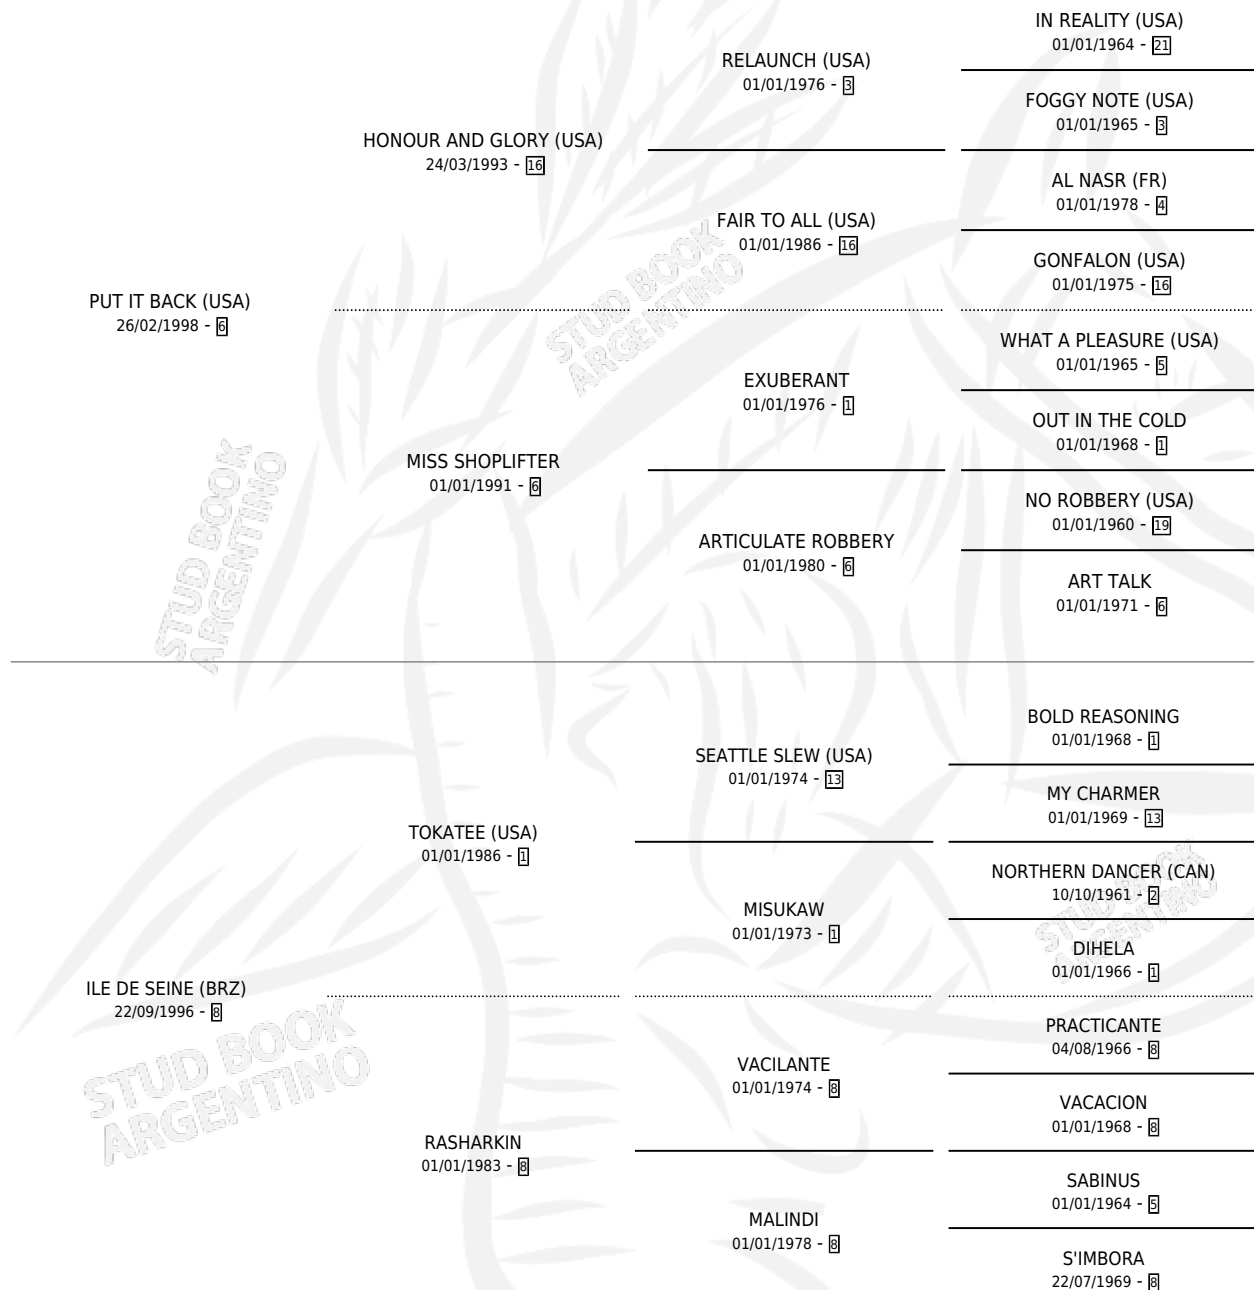 IN REALITY (USA)
01/01/1964 - 21
RELAUNCH (USA)
01/01/1976 - 3
FOGGY NOTE (USA)
01/01/1965 - 3
HONOUR AND GLORY (USA)
24/03/1993 - 16
AL NASR (FR)
01/01/1978 - 4
FAIR TO ALL (USA)
01/01/1986 - 16
GONFALON (USA)
01/01/1975 - 16
PUT IT BACK (USA)
26/02/1998 - 6
STUD BOOK
ARGENTINO
WHAT A PLEASURE (USA)
01/01/1965 - 5
EXUBERANT
01/01/1976 - 1
OUT IN THE COLD
01/01/1968 - 1
MISS SHOPLIFTER
01/01/1991 - 6
NO ROBBERY (USA)
01/01/1960 - 19
ARTICULATE ROBBERY
01/01/1980 - 6
ART TALK
01/01/1971 - 6
STUD BOOK
ARGENTINO
BOLD REASONING
01/01/1968 - 1
SEATTLE SLEW (USA)
01/01/1974 - 13
MY CHARMER
01/01/1969 - 13
TOKATEE (USA)
01/01/1986 - 1
NORTHERN DANCER (CAN)
10/10/1961 - 2
STUD BOOK
ARGENTINO
MISUKAW
01/01/1973 - 1
DIHELA
01/01/1966 - 1
ILE DE SEINE (BRZ)
22/09/1996 - 8
STUD BOOK
ARGENTINO
PRACTICANTE
04/08/1966 - 8
VACILANTE
01/01/1974 - 8
VACACION
01/01/1968 - 8
RASHARKIN
01/01/1983 - 8
SABINUS
01/01/1964 - 5
MALINDI
01/01/1978 - 8
S'IMBORA
22/07/1969 - 8